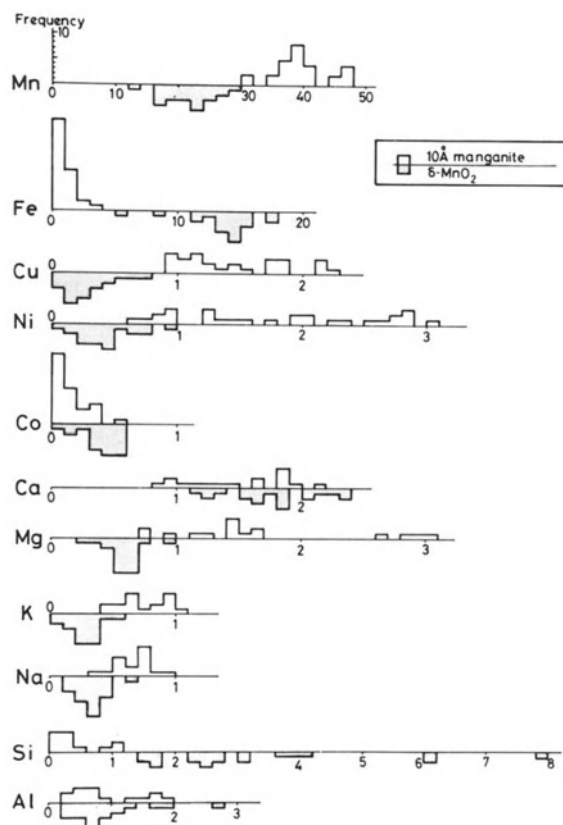 Frequency
10
Mn
0 10 20 30 40 50
10Å manganite
δ-MnO2
Fe
0 10 20
Cu
0 1 2
Ni
0 1 2 3
Co
0 1
Ca
0 1 2
Mg
0 1 2 3
K
0 1
Na
0 1
Si
0 1 2 4 5 6 7 8
Al
0 2 3